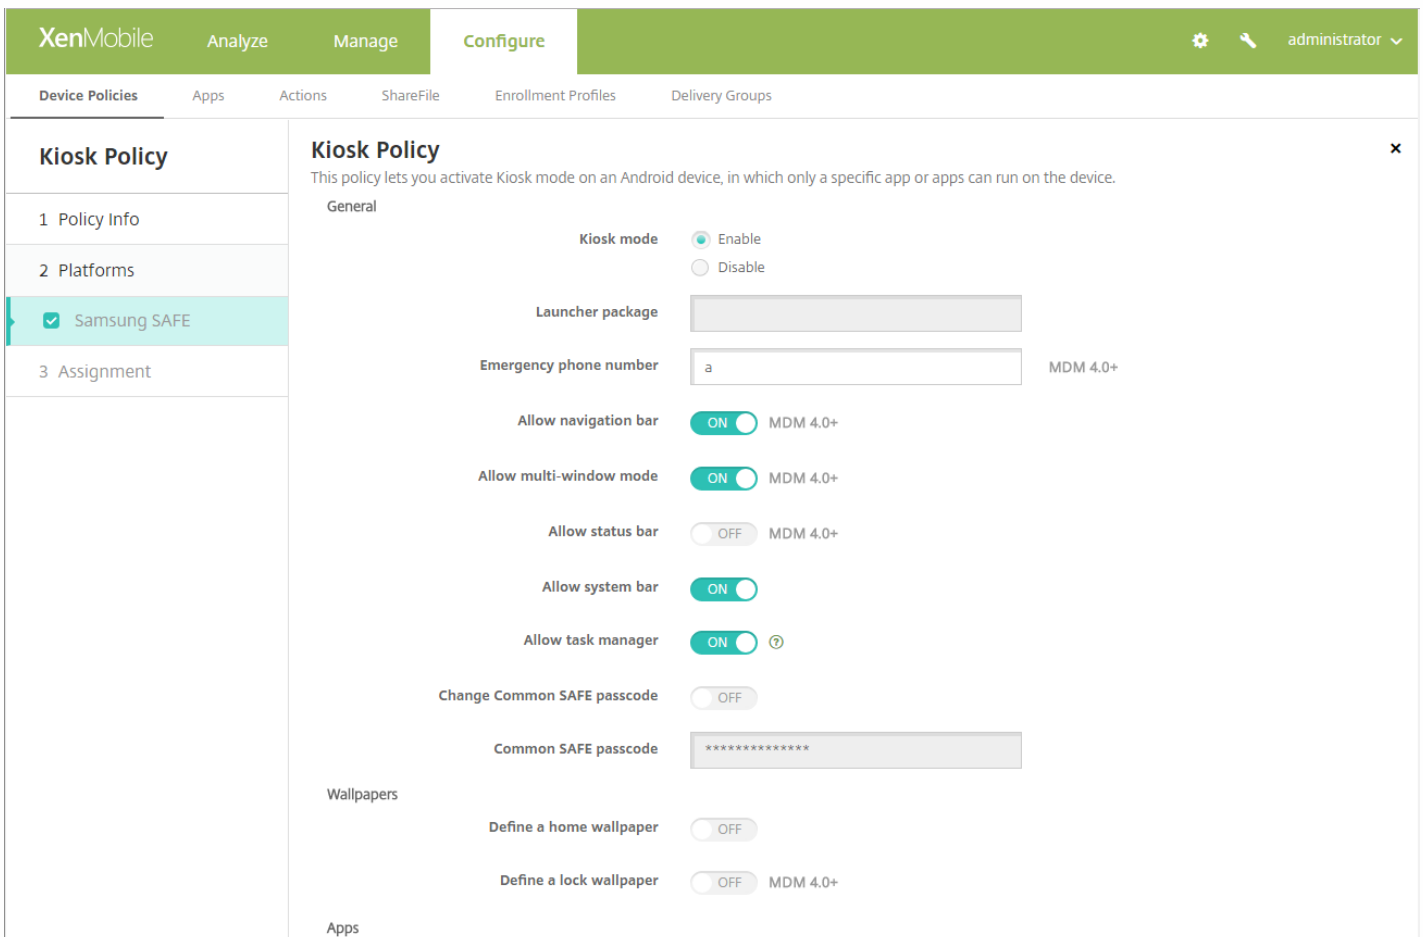 XenMobile Analyze Manage Configure administrator
Device Policies Apps Actions ShareFile Enrollment Profiles Delivery Groups
Kiosk Policy
1 Policy Info
2 Platforms
Samsung SAFE
3 Assignment
Kiosk Policy
This policy lets you activate Kiosk mode on an Android device, in which only a specific app or apps can run on the device.
General
Kiosk mode Enable
Disable
Launcher package
Emergency phone number a MDM 4.0+
Allow navigation bar ON MDM 4.0+
Allow multi-window mode ON MDM 4.0+
Allow status bar OFF MDM 4.0+
Allow system bar ON
Allow task manager ON ?
Change Common SAFE passcode OFF
Common SAFE passcode **************
Wallpapers
Define a home wallpaper OFF
Define a lock wallpaper OFF MDM 4.0+
Apps